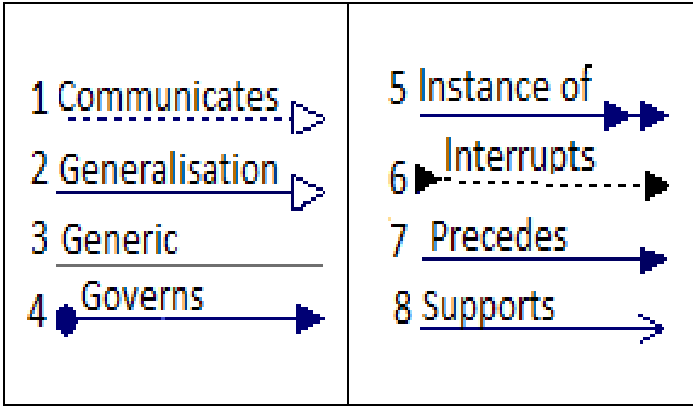 1 Communicates
2 Generalisation
3 Generic
4 Governs
5 Instance of
6 Interrupts
7 Precedes
8 Supports